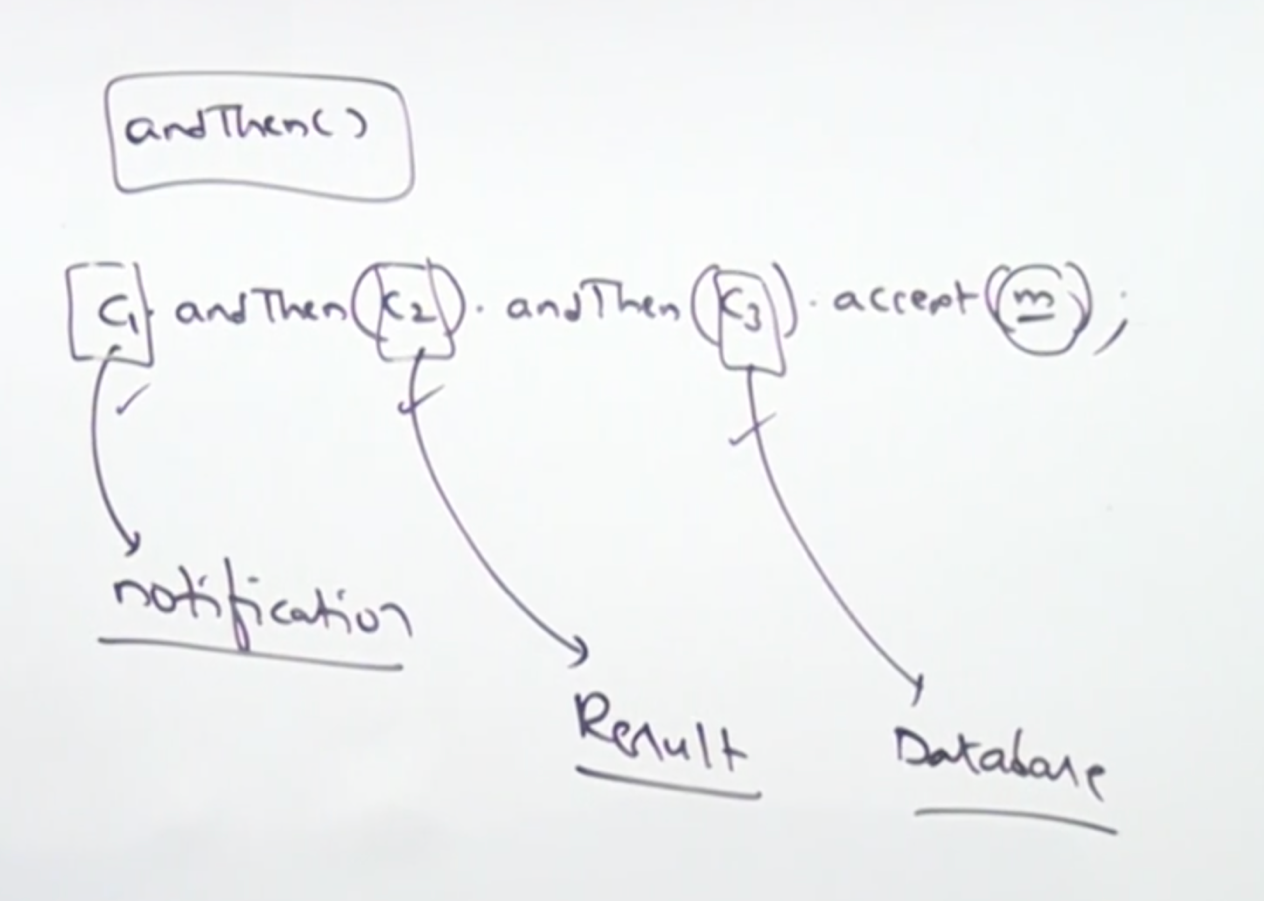 andThen()
C1. andThen(C2). andThen(C3). accept(m);
notification
Result
Database